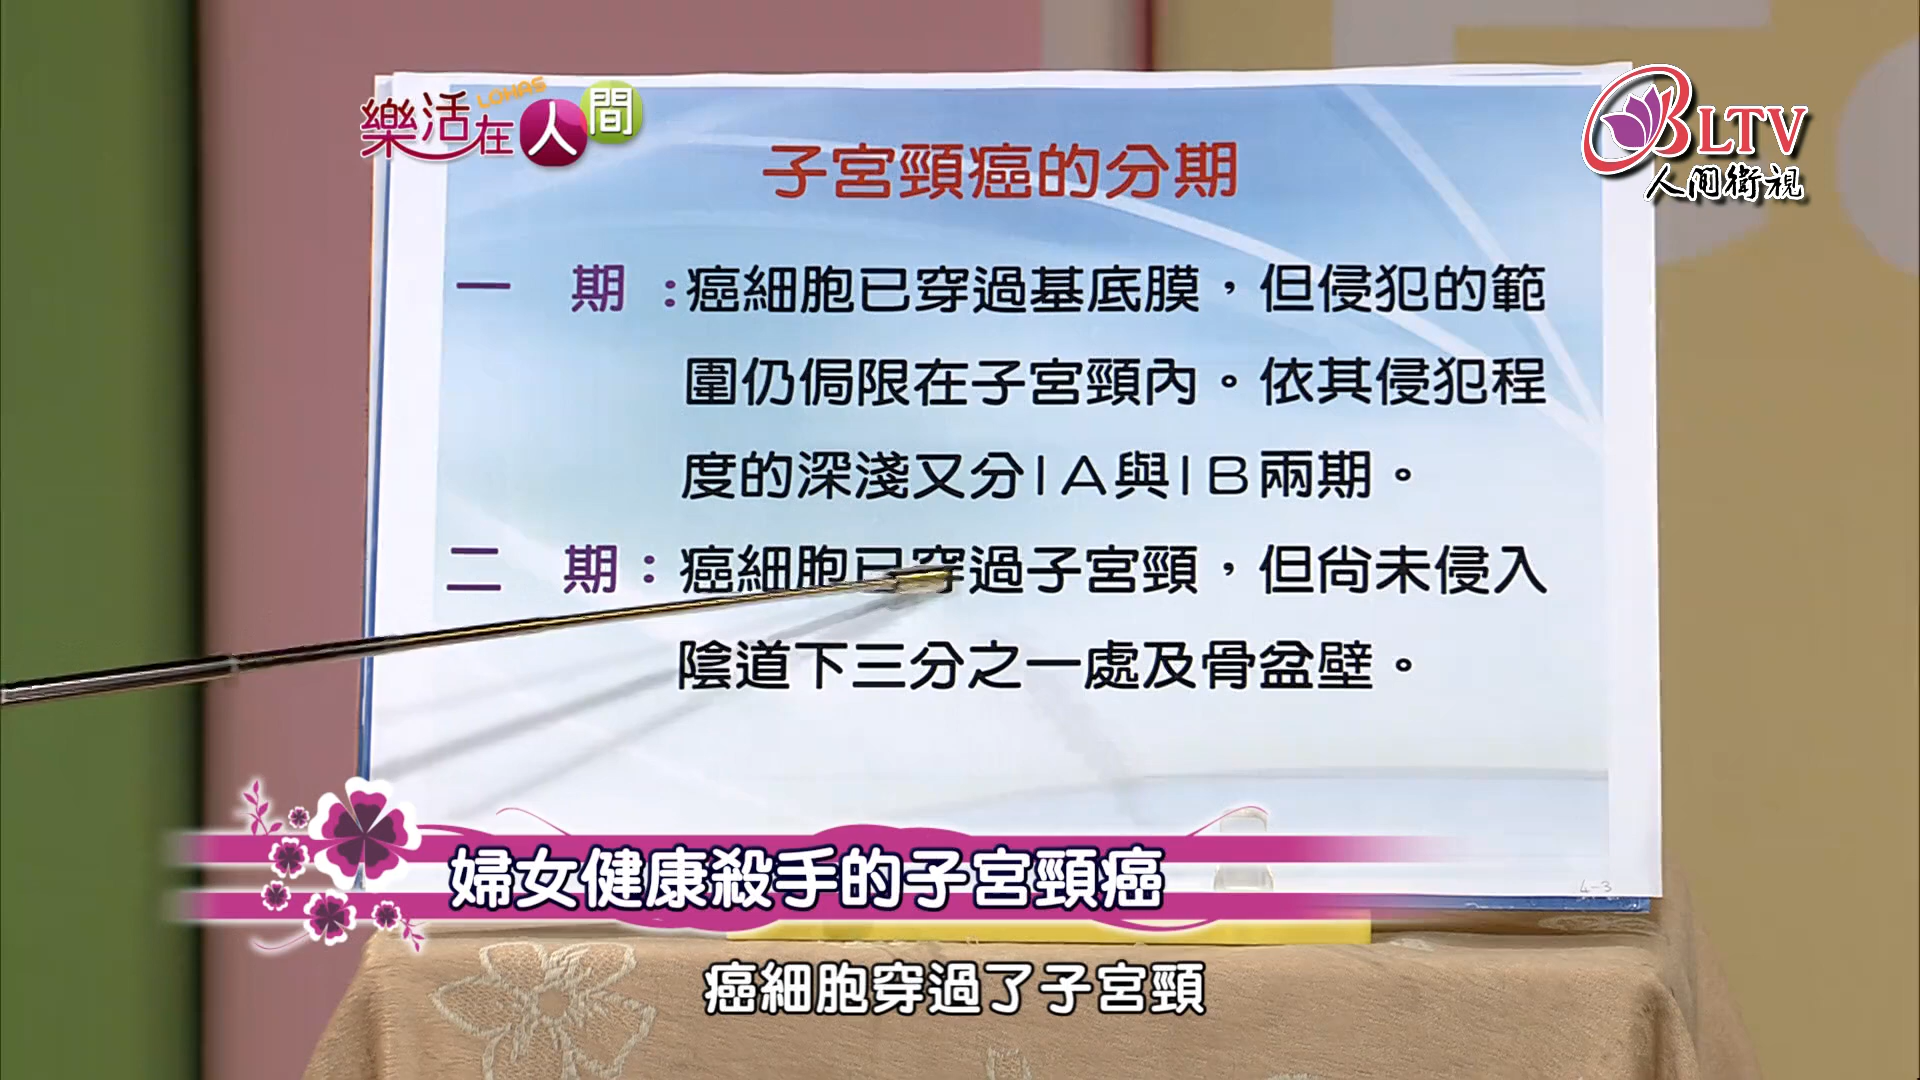 樂活在人間
LOHAS
BLTV
人間衛視
子宮頸癌的分期
一 期：癌細胞已穿過基底膜，但侵犯的範
圍仍侷限在子宮頸內。依其侵犯程
度的深淺又分IA與IB兩期。
二 期：癌細胞已穿過子宮頸，但尚未侵入
陰道下三分之一處及骨盆壁。
4-3
婦女健康殺手的子宮頸癌
癌細胞穿過了子宮頸